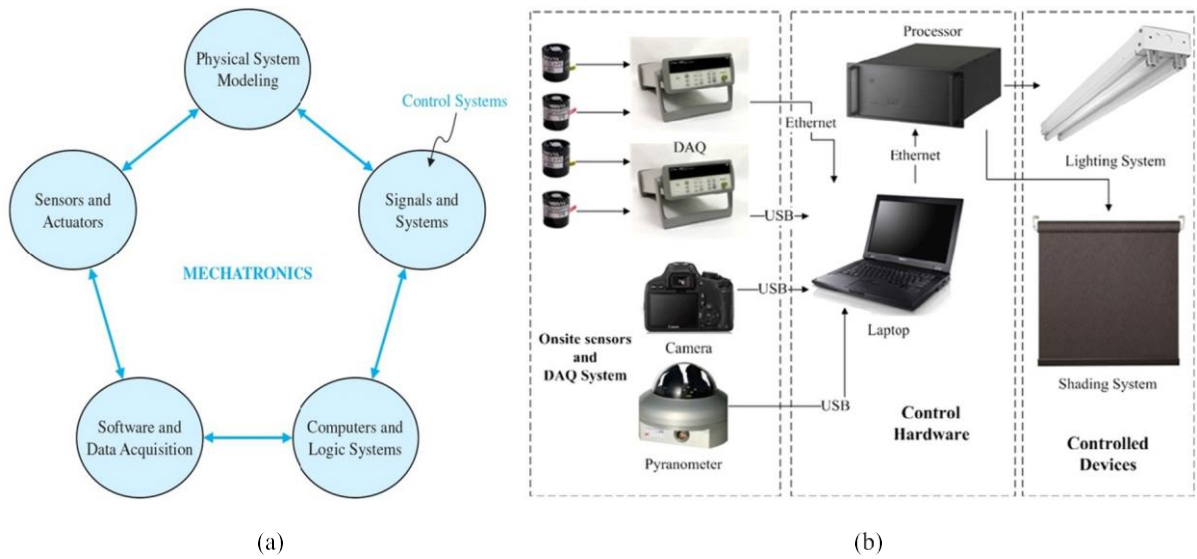 Physical System
Modeling
Control Systems
Sensors and
Actuators
Signals and
Systems
MECHATRONICS
Software and
Data Acquisition
Computers and
Logic Systems
(a)
DAQ
Ethernet
USB
Camera
USB
Onsite sensors
and
DAQ System
Pyranometer
USB
Processor
Ethernet
Laptop
Control
Hardware
Lighting System
Shading System
Controlled
Devices
(b)